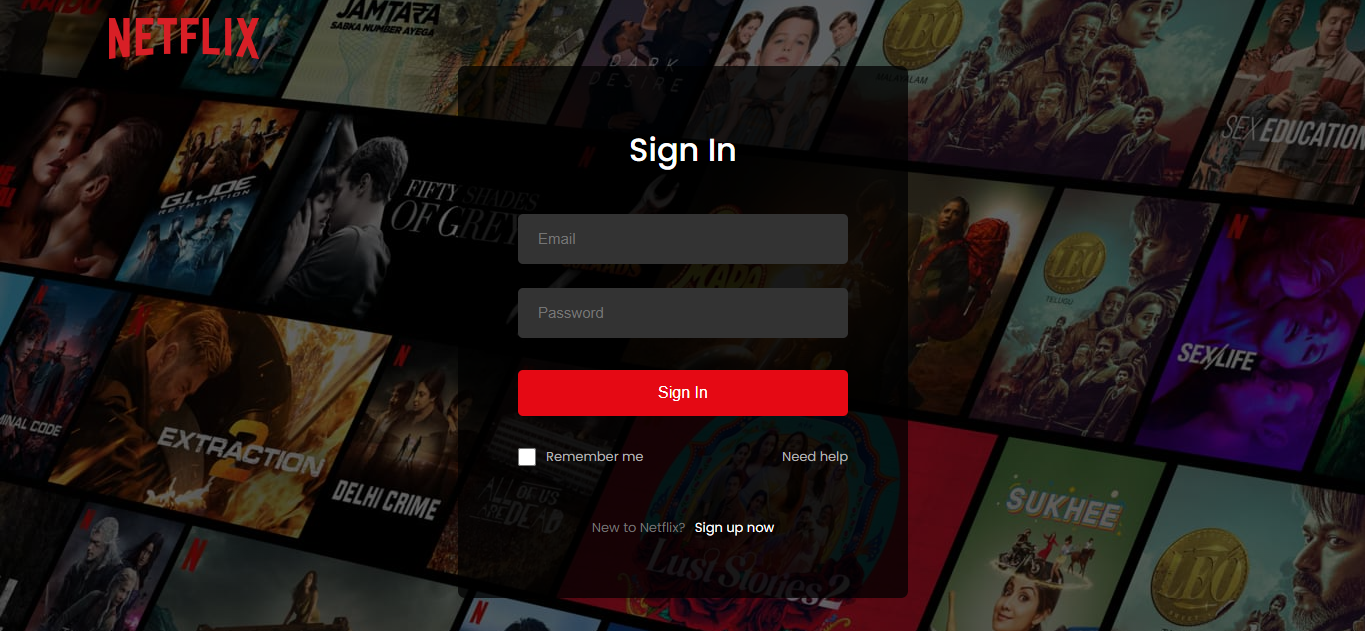 NETFLIX
JAMTARA
SABKA NUMBER AYEGA
DARK
DESIRE
LEO
MALAYALAM
SEX EDUCATION
Sign In
G.I. JOE
RETALIATION
FIFTY SHADES
OF GREY
Email
LEO
TELUGU
Password
SEX/LIFE
Sign In
EXTRACTION
2
DELHI CRIME
Remember me
Need help
ALL OF US
ARE DEAD
SUKHEE
New to Netflix? Sign up now
Lust Stories 2
LEO